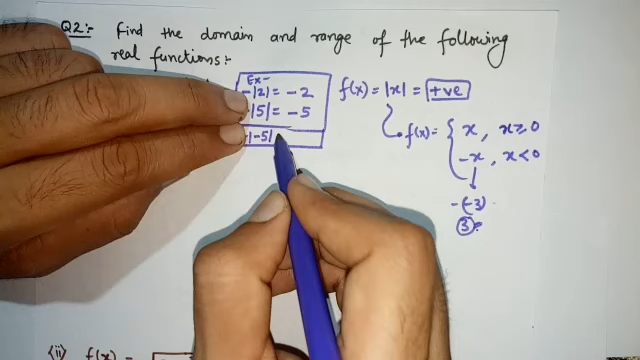 Q2:- Find the domain and range of the following
real functions:-
Ex-
-|2| = -2
|5| = -5
-|-5|
f(x) = |x| = +ve
f(x) = { x, x ≥ 0
-x, x < 0
-(-3)
3
(ii) f(x) =